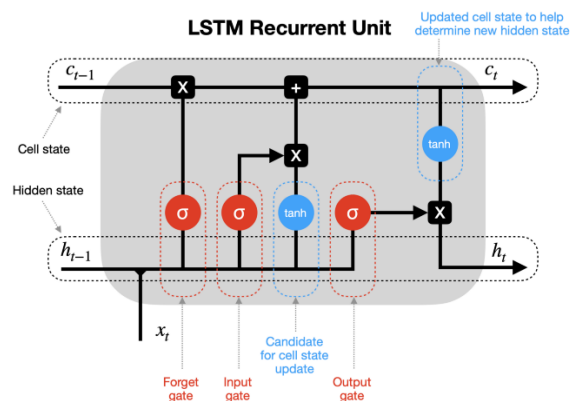 LSTM Recurrent Unit
Updated cell state to help
determine new hidden state
c_{t-1}
c_t
X
+
Cell state
tanh
X
Hidden state
σ
σ
tanh
σ
X
h_{t-1}
h_t
x_t
Candidate
for cell state
update
Forget
gate
Input
gate
Output
gate